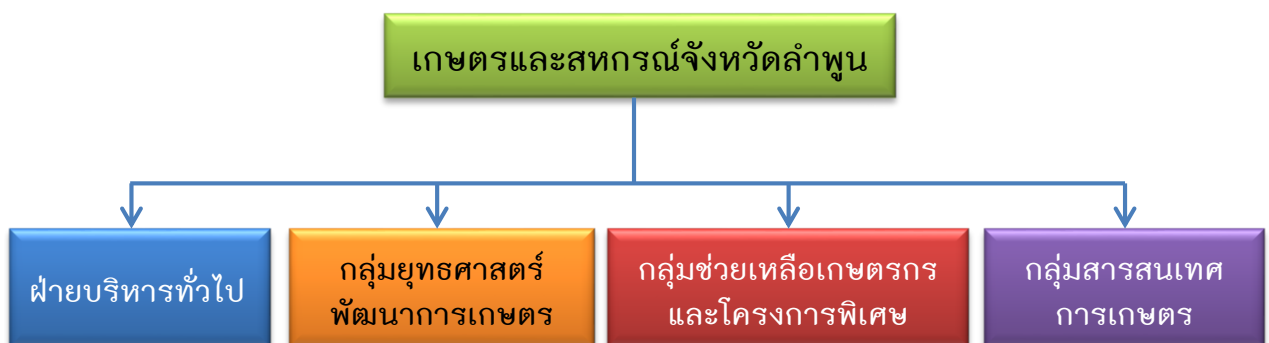 เกษตรและสหกรณ์จังหวัดลำพูน
ฝ่ายบริหารทั่วไป
กลุ่มยุทธศาสตร์
พัฒนาการเกษตร
กลุ่มช่วยเหลือเกษตรกร
และโครงการพิเศษ
กลุ่มสารสนเทศ
การเกษตร